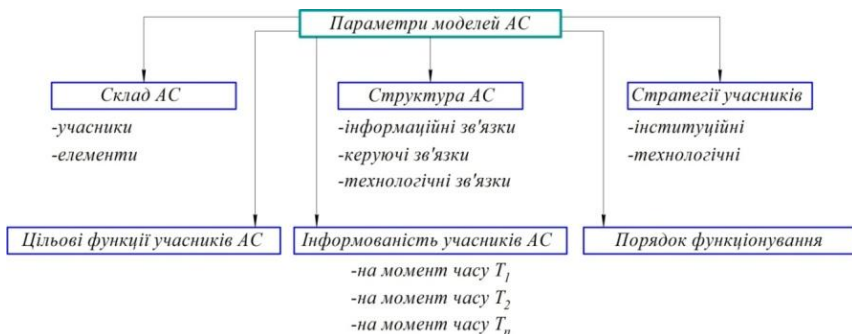 Параметри моделей АС
Склад АС
-учасники
-елементи
Структура АС
-інформаційні зв'язки
-керуючі зв'язки
-технологічні зв'язки
Стратегії учасників
-інституційні
-технологічні
Цільові функції учасників АС
Інформованість учасників АС
-на момент часу T₁
-на момент часу T₂
-на момент часу Tₙ
Порядок функціонування